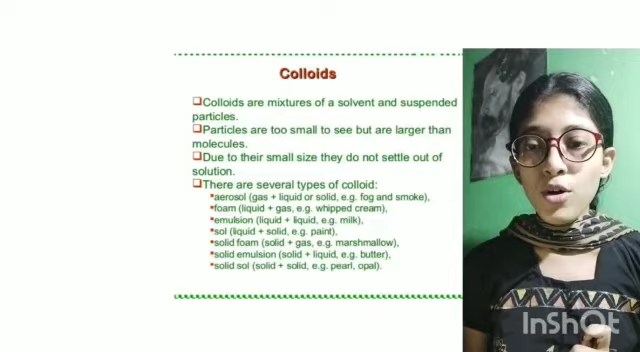 Colloids
❑Colloids are mixtures of a solvent and suspended
particles.
❑Particles are too small to see but are larger than
molecules.
❑Due to their small size they do not settle out of
solution.
❑There are several types of colloid:
▪aerosol (gas + liquid or solid, e.g. fog and smoke),
▪foam (liquid + gas, e.g. whipped cream),
▪emulsion (liquid + liquid, e.g. milk),
▪sol (liquid + solid, e.g. paint),
▪solid foam (solid + gas, e.g. marshmallow),
▪solid emulsion (solid + liquid, e.g. butter),
▪solid sol (solid + solid, e.g. pearl, opal).
InShOt